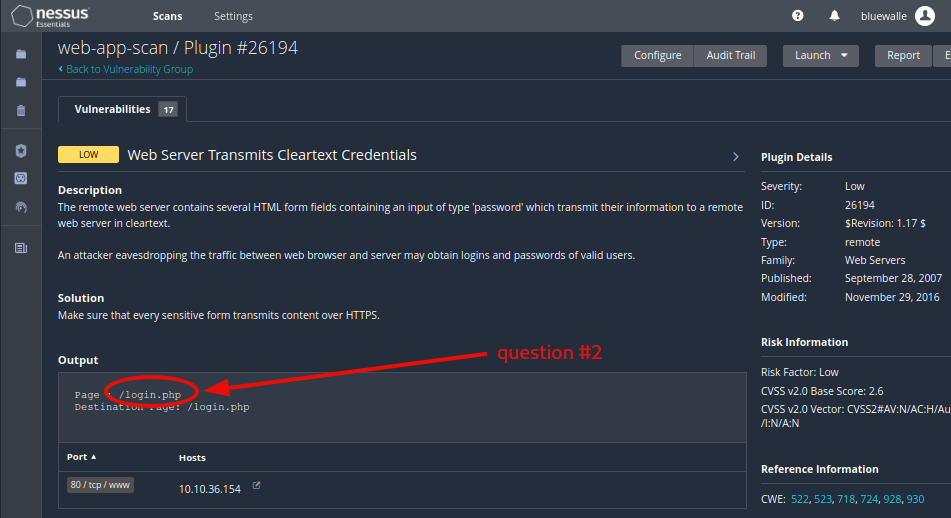 nessus
Essentials
Scans
Settings
bluewalle
web-app-scan / Plugin #26194
Back to Vulnerability Group
Configure
Audit Trail
Launch
Report
E
Vulnerabilities 17
LOW
Web Server Transmits Cleartext Credentials
Description
The remote web server contains several HTML form fields containing an input of type 'password' which transmit their information to a remote
web server in cleartext.
An attacker eavesdropping the traffic between web browser and server may obtain logins and passwords of valid users.
Solution
Make sure that every sensitive form transmits content over HTTPS.
Output
question #2
Page : /login.php
Destination Page: /login.php
Port
Hosts
80 / tcp / www
10.10.36.154
Plugin Details
Severity: Low
ID: 26194
Version: $Revision: 1.17 $
Type: remote
Family: Web Servers
Published: September 28, 2007
Modified: November 29, 2016
Risk Information
Risk Factor: Low
CVSS v2.0 Base Score: 2.6
CVSS v2.0 Vector: CVSS2#AV:N/AC:H/Au
/I:N/A:N
Reference Information
CWE: 522, 523, 718, 724, 928, 930